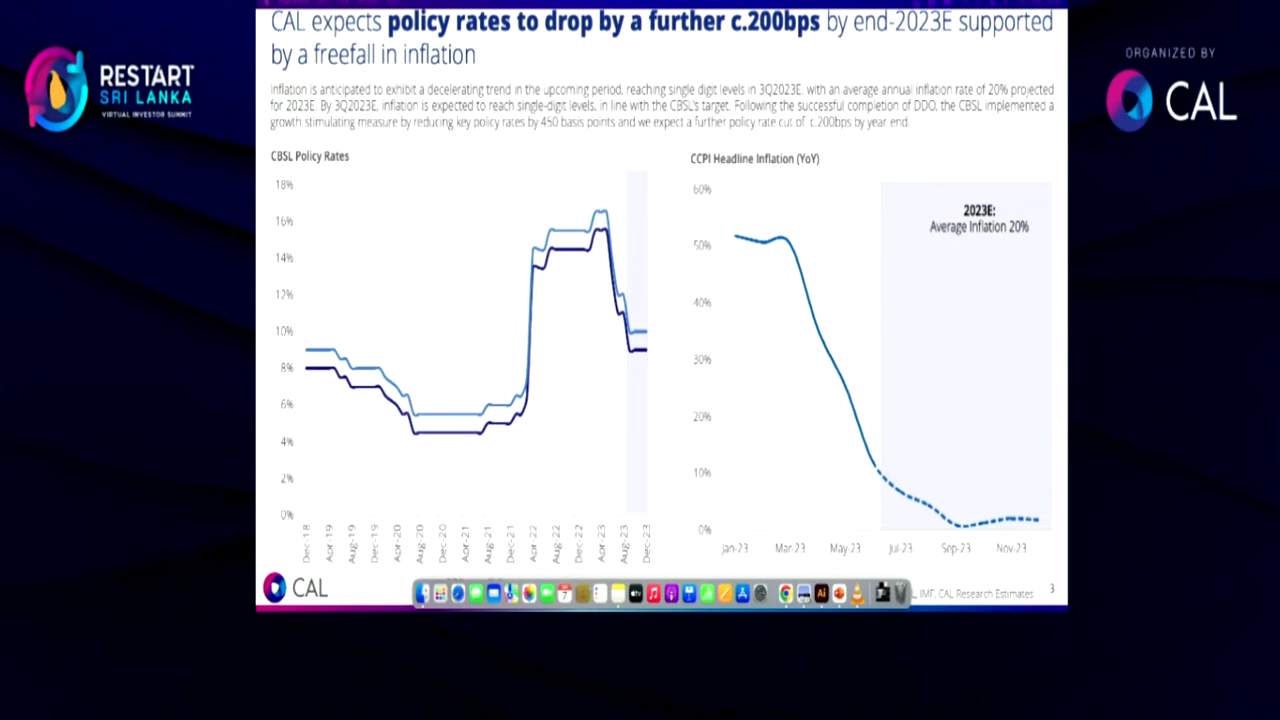 RESTART
SRI LANKA
VIRTUAL INVESTOR SUMMIT
ORGANIZED BY
CAL
CAL expects policy rates to drop by a further c.200bps by end-2023E supported
by a freefall in inflation
Inflation is anticipated to exhibit a decelerating trend in the upcoming period, reaching single digit levels in 3Q2023E, with an average annual inflation rate of 20% projected
for 2023E. By 3Q2023E, inflation is expected to reach single-digit levels, in line with the CBSL's target. Following the successful completion of DDO, the CBSL implemented a
growth stimulating measure by reducing key policy rates by 450 basis points and we expect a further policy rate cut of c.200bps by year end.
CBSL Policy Rates
18%
16%
14%
12%
10%
8%
6%
4%
2%
0%
Dec-18
Apr-19
Aug-19
Dec-19
Apr-20
Aug-20
Dec-20
Apr-21
Aug-21
Dec-21
Apr-22
Aug-22
Dec-22
Apr-23
Aug-23
Dec-23
CCPI Headline Inflation (YoY)
60%
50%
40%
30%
20%
10%
0%
2023E:
Average Inflation 20%
Jan-23
Mar-23
May-23
Jul-23
Sep-23
Nov-23
CAL
7
tv
Ai
IMF, CAL Research Estimates
3